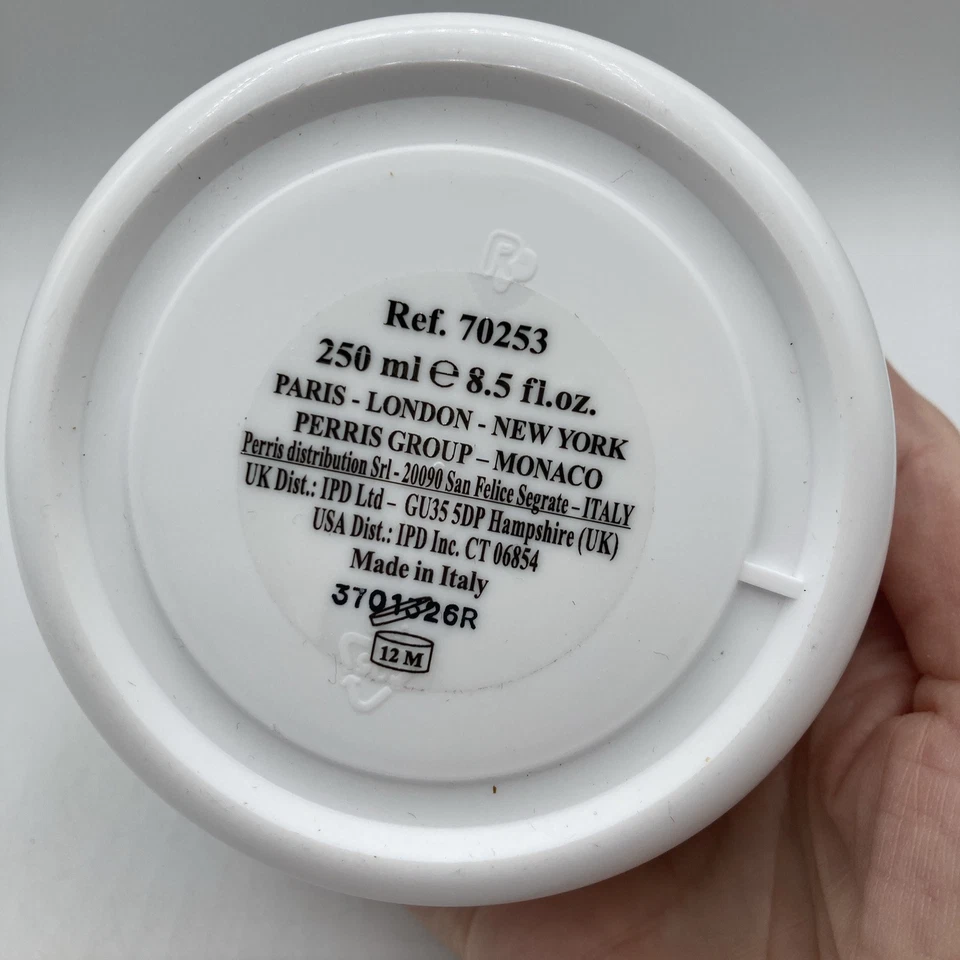 Ref. 70253
250 ml ℮ 8.5 fl.oz.
PARIS - LONDON - NEW YORK
PERRIS GROUP – MONACO
Perris distribution Srl - 20090 San Felice Segrate – ITALY
UK Dist.: IPD Ltd – GU35 5DP Hampshire (UK)
USA Dist.: IPD Inc. CT 06854
Made in Italy
12 M